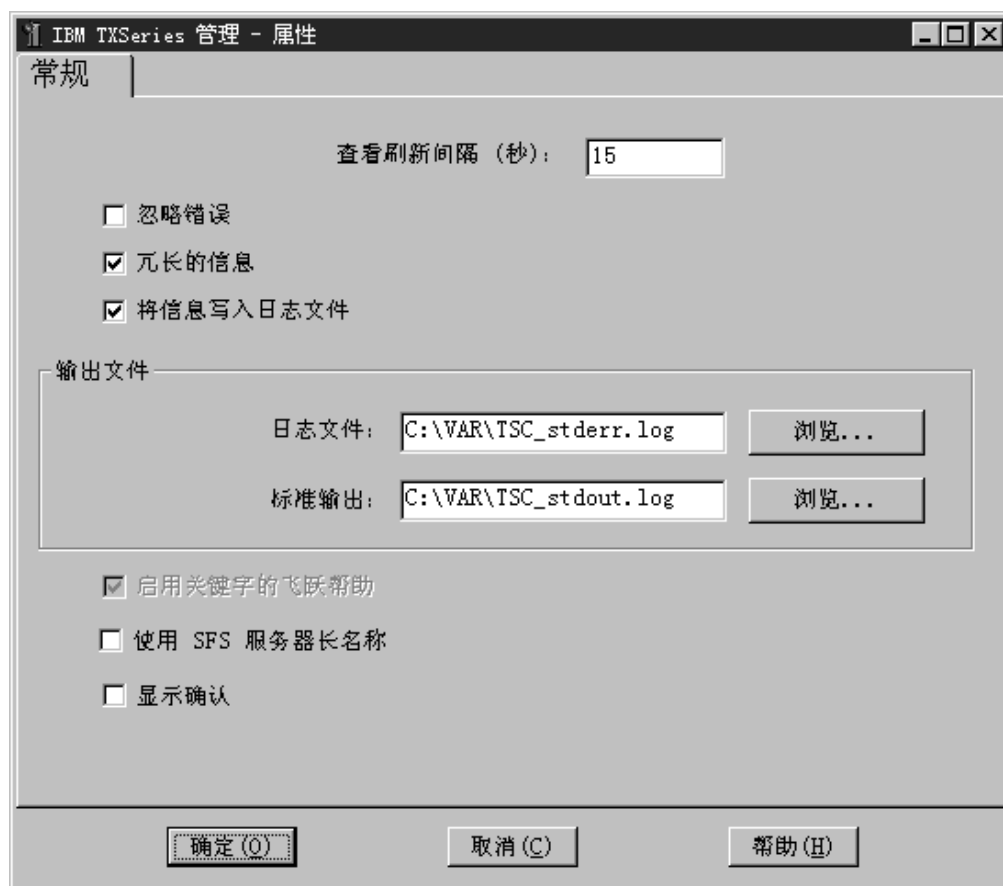 IBM TXSeries 管理 - 属性
常规
查看刷新间隔 (秒): 15
忽略错误
冗长的信息
将信息写入日志文件
输出文件
日志文件: C:\VAR\TSC_stderr.log 浏览...
标准输出: C:\VAR\TSC_stdout.log 浏览...
启用关键字的飞跃帮助
使用 SFS 服务器长名称
显示确认
确定(O) 取消(C) 帮助(H)